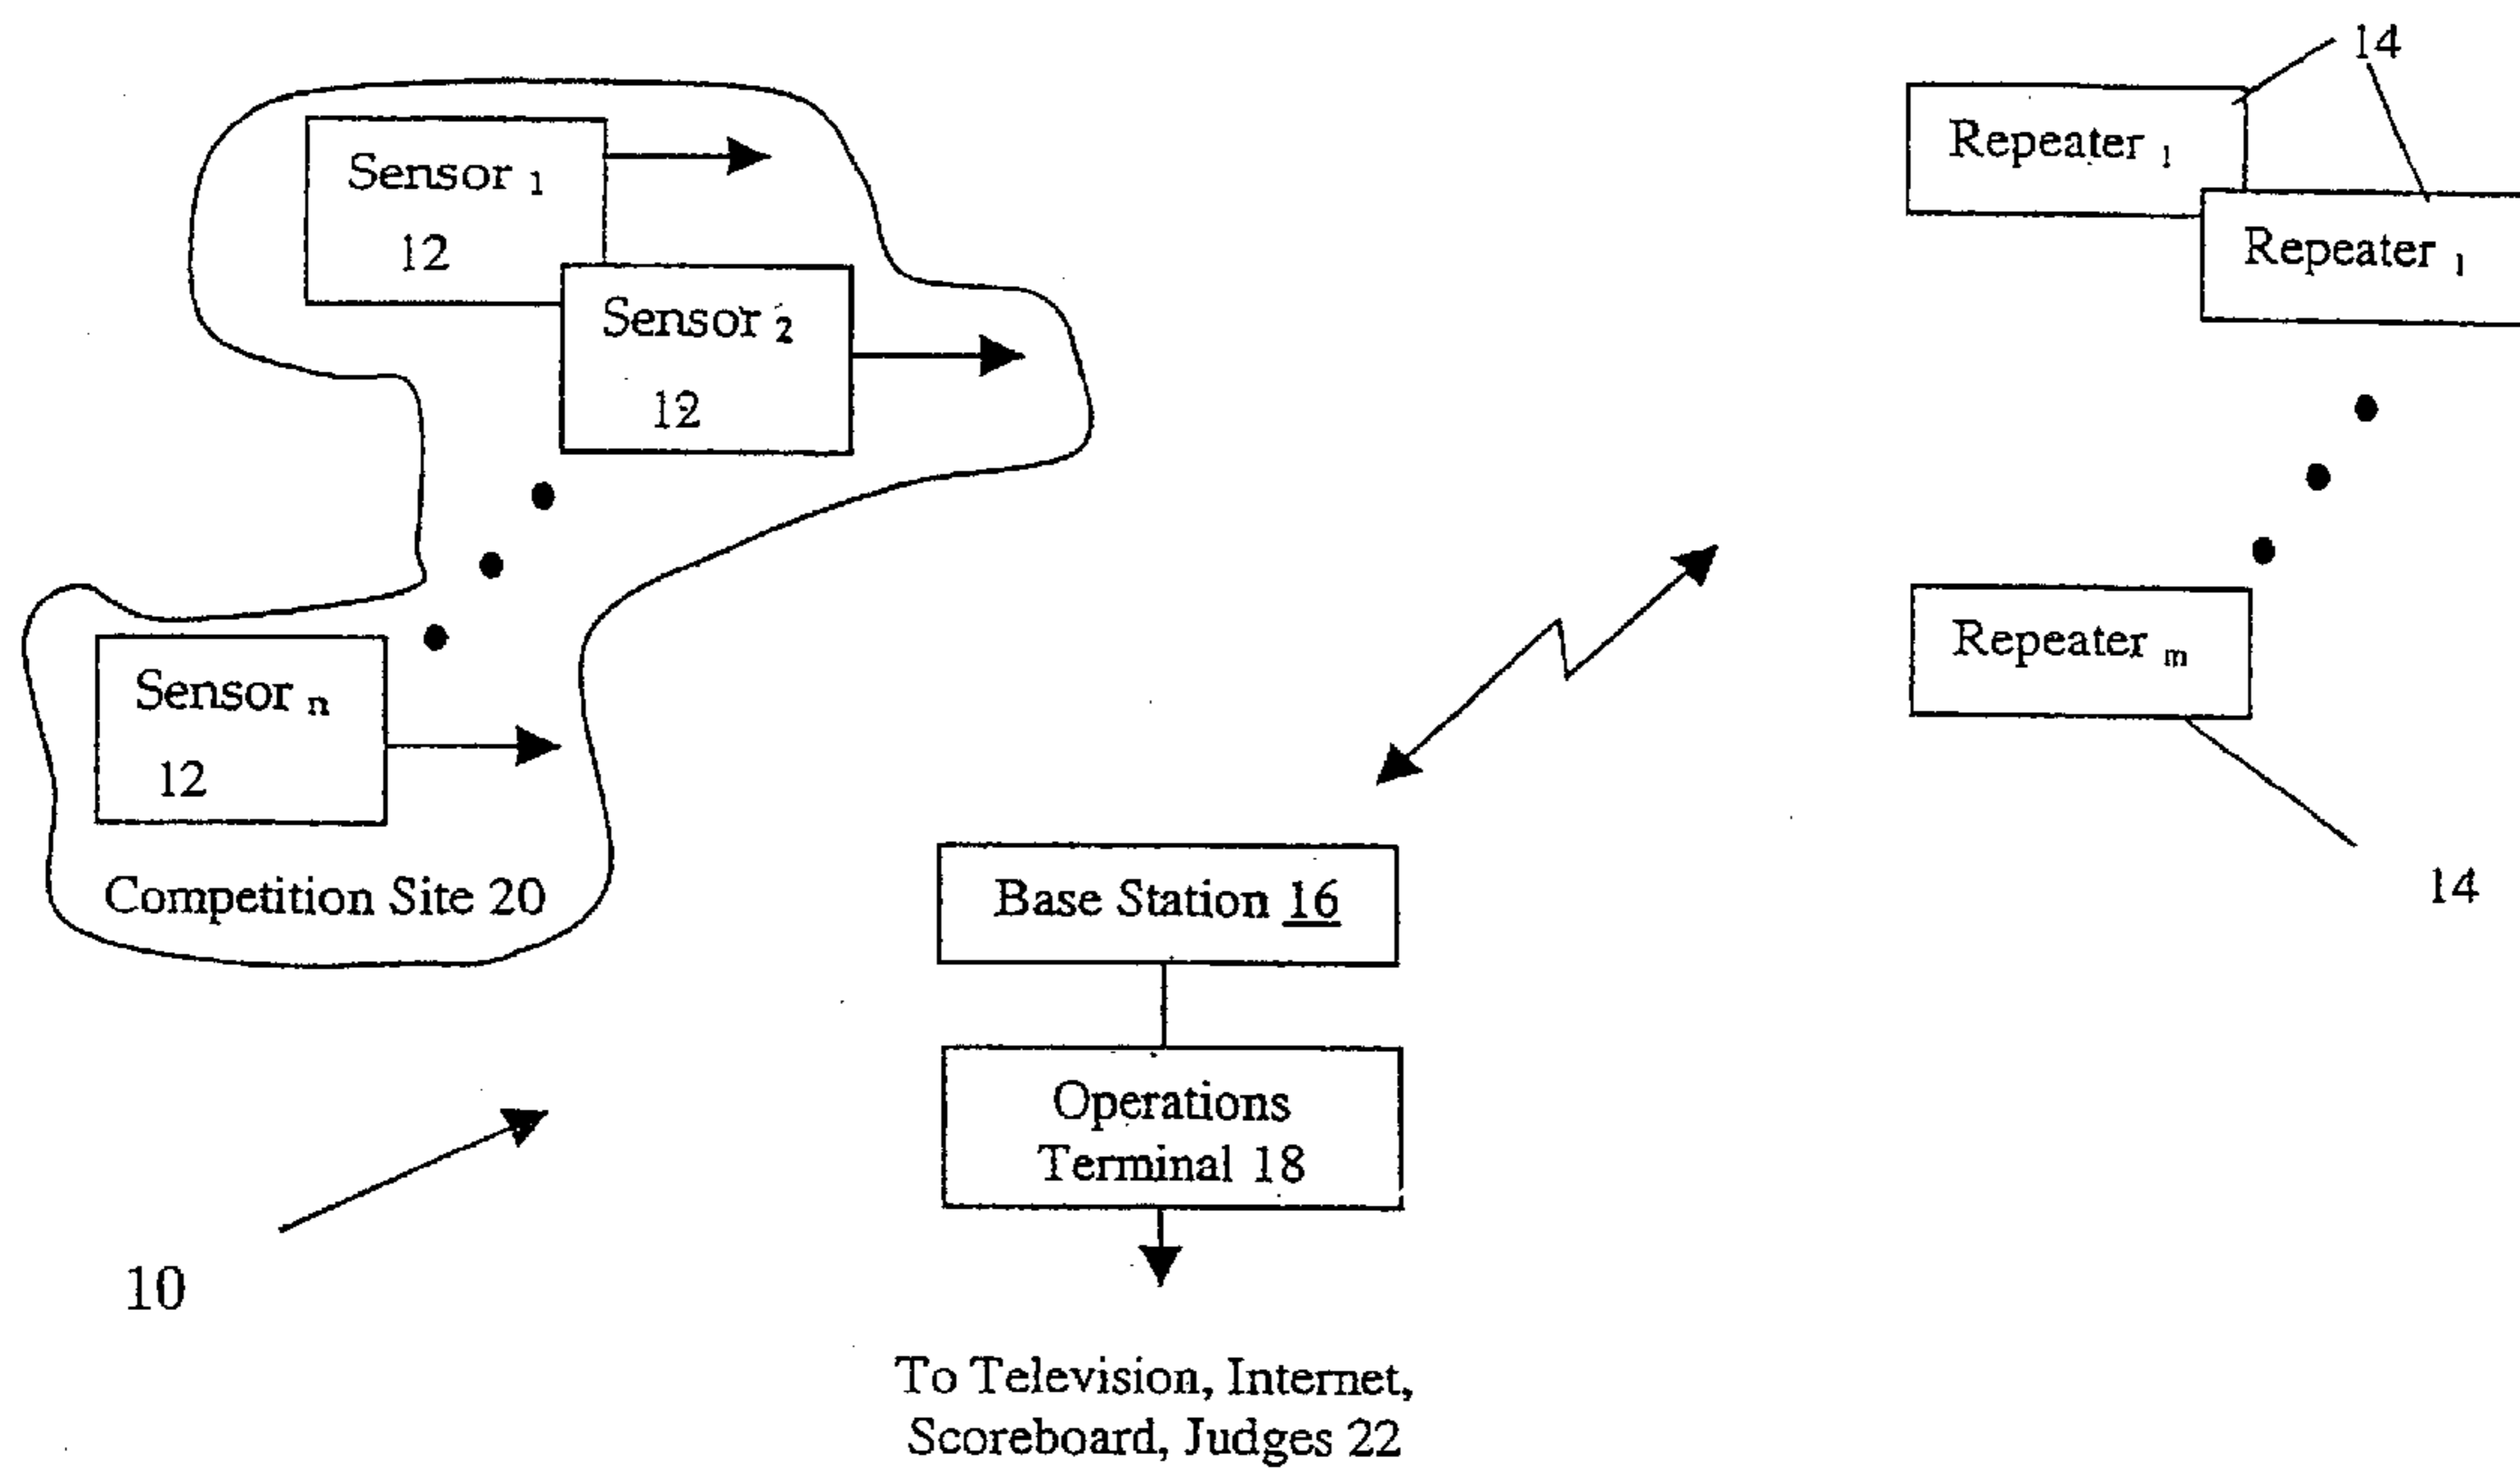 14
Repeater 1
Sensor 1
12
Repeater 1
Sensor 2
12
Repeater m
Sensor n
12
14
Competition Site 20
Base Station 16
Operations
Terminal 18
10
To Television, Internet,
Scoreboard, Judges 22